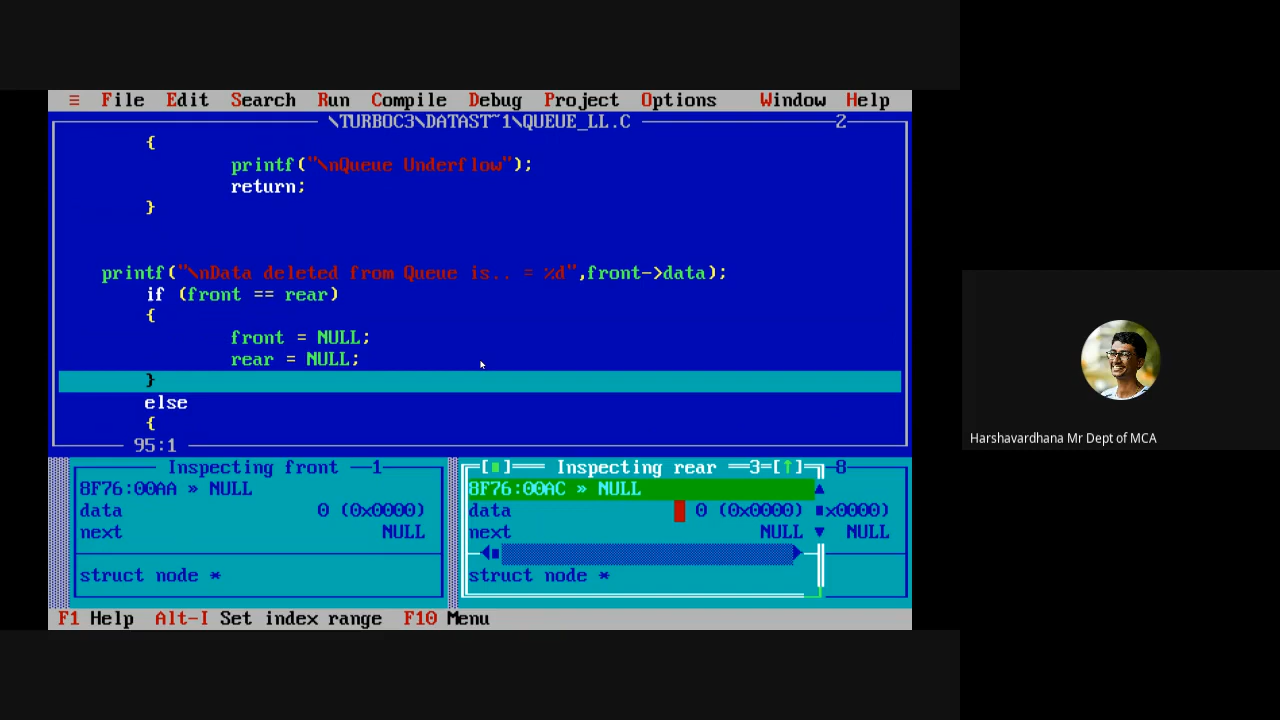 ≡ File Edit Search Run Compile Debug Project Options Window Help
\TURBOC3\DATAST~1\QUEUE_LL.C 2
{
printf("\nQueue Underflow");
return;
}
printf("\nData deleted from Queue is.. = %d",front->data);
if (front == rear)
{
front = NULL;
rear = NULL;
}
else
{
95:1
Inspecting front 1
8F76:00AA » NULL
data 0 (0x0000)
next NULL
struct node *
[■] Inspecting rear 3=[↑]
8F76:00AC » NULL
data 0 (0x0000)
next NULL
struct node *
8
x0000)
NULL
F1 Help Alt-I Set index range F10 Menu
Harshavardhana Mr Dept of MCA